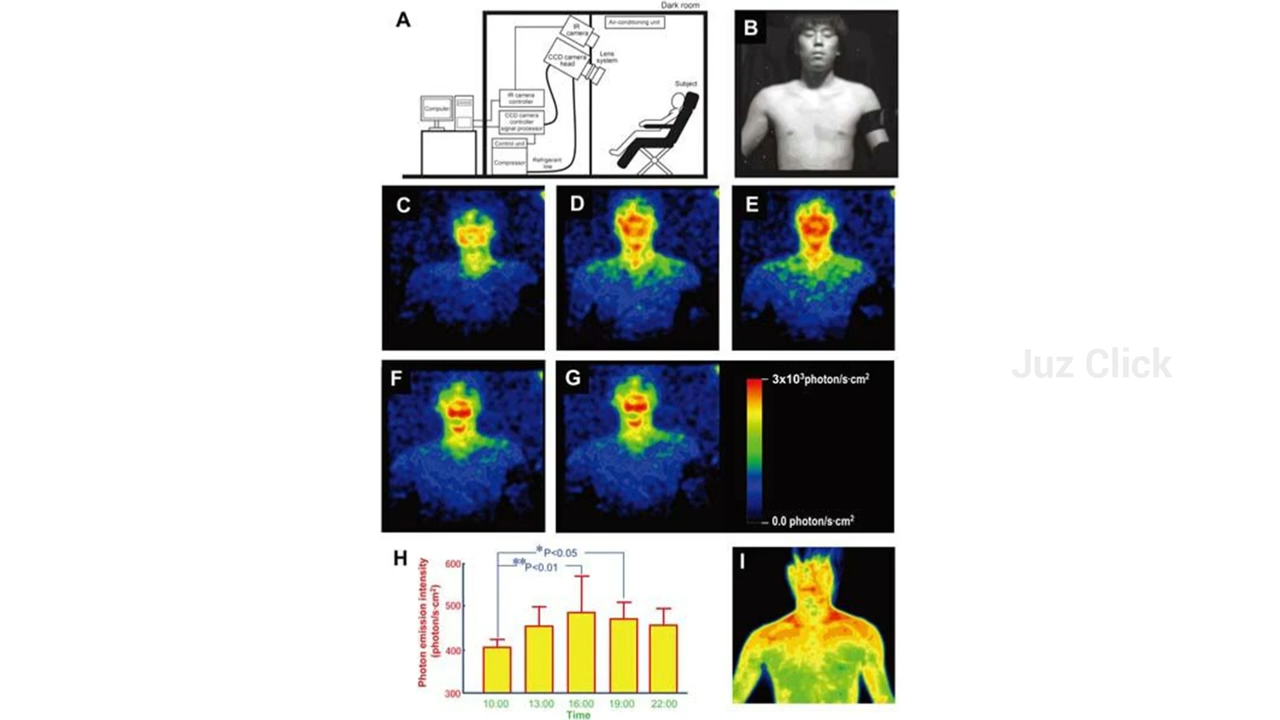 A
Dark room
IR
camera
Air-conditioning unit
CCD camera
head
Lens
system
Subject
Computer
IR camera
controller
CCD camera
controller
signal processor
Control unit
Compressor
Refrigerant
line
B
C
D
E
F
G
3x10³photon/s·cm²
0.0 photon/s·cm²
Juz Click
H
*P<0.05
**P<0.01
Photon emission intensity
(photon/s·cm²)
600
500
400
300
10:00 13:00 16:00 19:00 22:00
Time
I